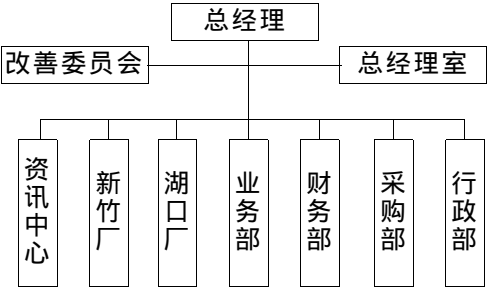 总经理
改善委员会
总经理室
资讯中心
新竹厂
湖口厂
业务部
财务部
采购部
行政部